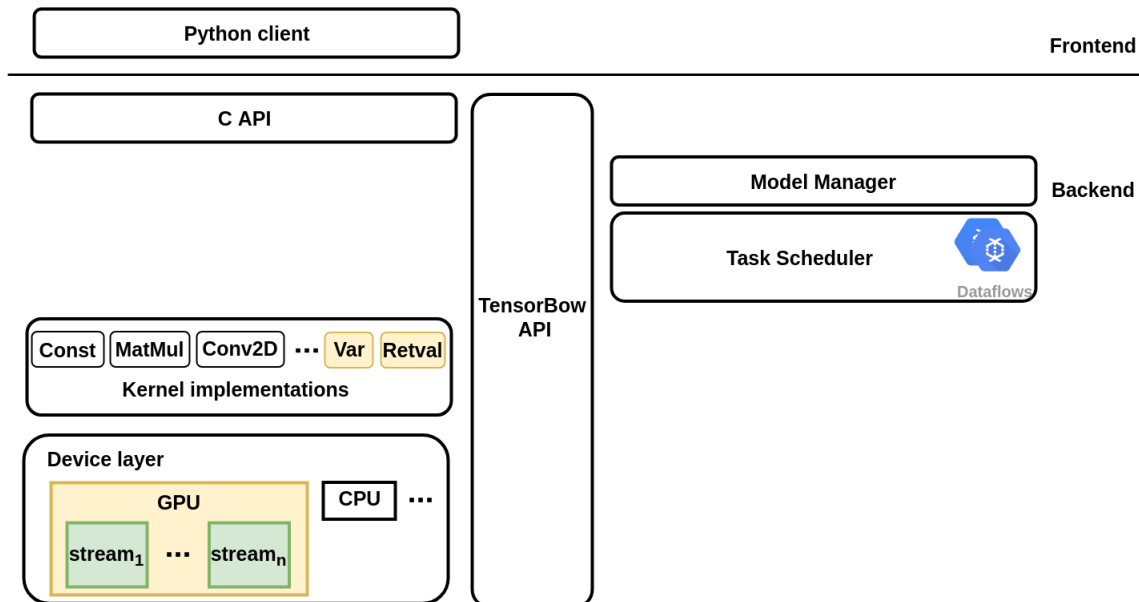 Python client
Frontend
C API
Model Manager
Backend
Task Scheduler
Dataflows
TensorBow
API
Const MatMul Conv2D ... Var Retval
Kernel implementations
Device layer
GPU
CPU ...
stream1 ... streamn